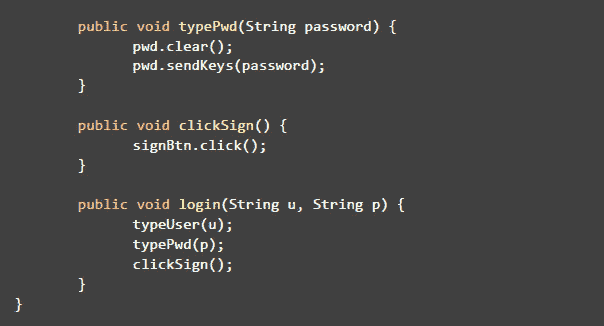 public void typePwd(String password) {
pwd.clear();
pwd.sendKeys(password);
}
public void clickSign() {
signBtn.click();
}
public void login(String u, String p) {
typeUser(u);
typePwd(p);
clickSign();
}
}